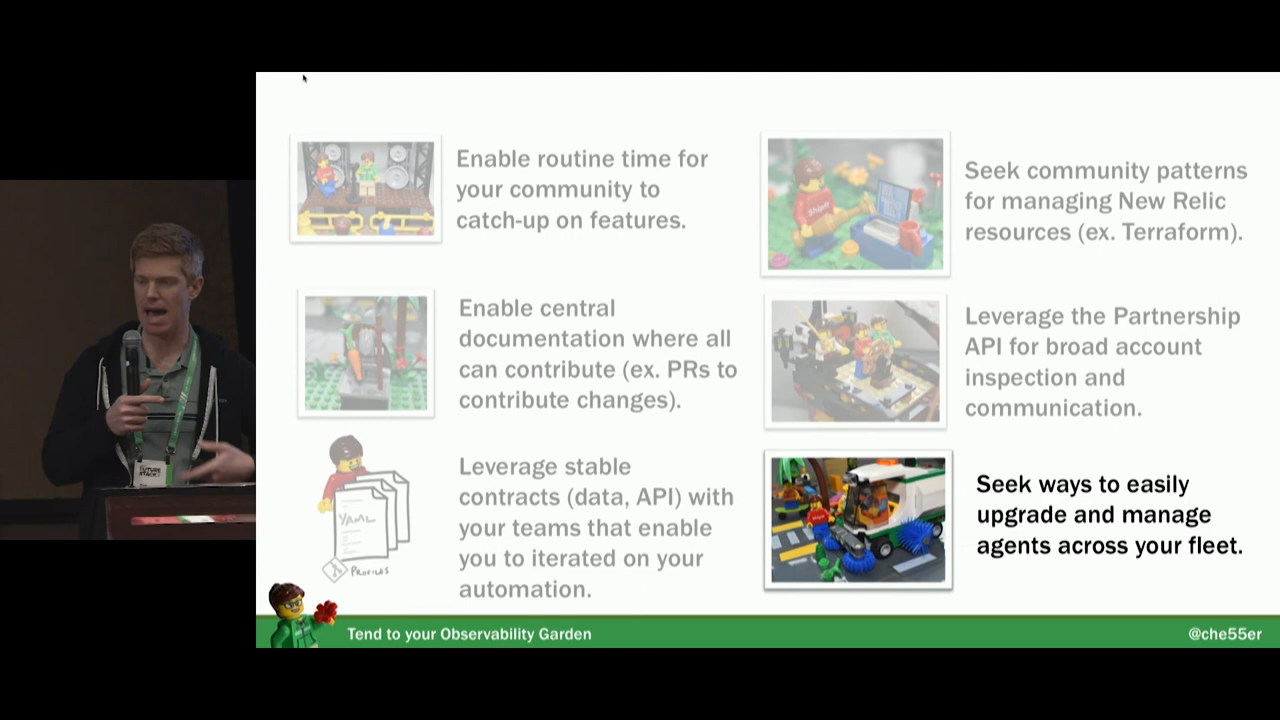 Enable routine time for
your community to
catch-up on features.
Seek community patterns
for managing New Relic
resources (ex. Terraform).
Enable central
documentation where all
can contribute (ex. PRs to
contribute changes).
Leverage the Partnership
API for broad account
inspection and
communication.
YAML
PROFILES
Leverage stable
contracts (data, API) with
your teams that enable
you to iterated on your
automation.
Seek ways to easily
upgrade and manage
agents across your fleet.
Tend to your Observability Garden
@che55er
FUTURE
STACK